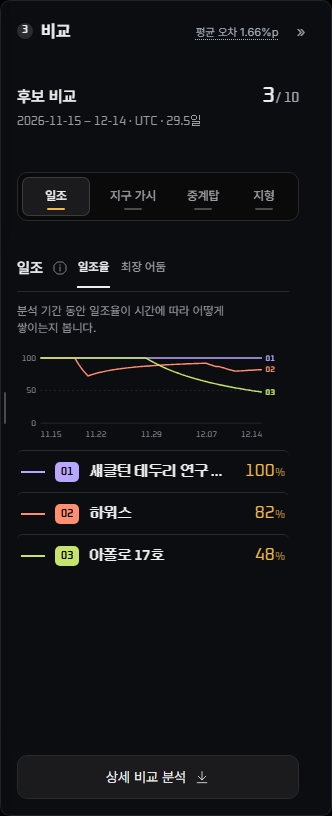 3 비교 평균 오차 1.66%p »
후보 비교 3/ 10
2026-11-15 – 12-14 · UTC · 29.5일
일조 지구 가시 중계탑 지형
일조 일조율 최장 어둠
분석 기간 동안 일조율이 시간에 따라 어떻게
쌓이는지 봅니다.
100 01
02
50 03
0
11.15 11.22 11.29 12.07 12.14
01 섀클턴 테두리 연구 ... 100%
02 하워스 82%
03 아폴로 17호 48%
상세 비교 분석